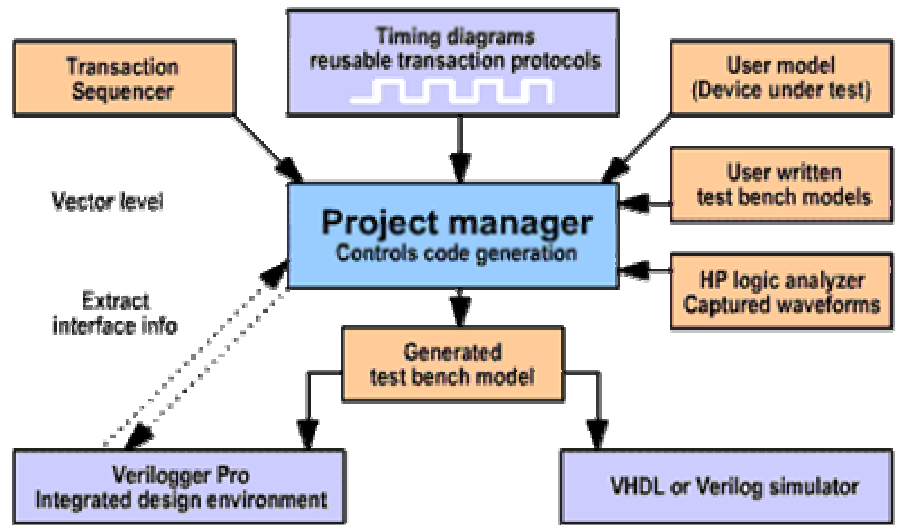 Timing diagrams
reusable transaction protocols
Transaction
Sequencer
User model
(Device under test)
User written
test bench models
Vector level
Project manager
Controls code generation
HP logic analyzer
Captured waveforms
Extract
interface info
Generated
test bench model
Verilogger Pro
Integrated design environment
VHDL or Verilog simulator